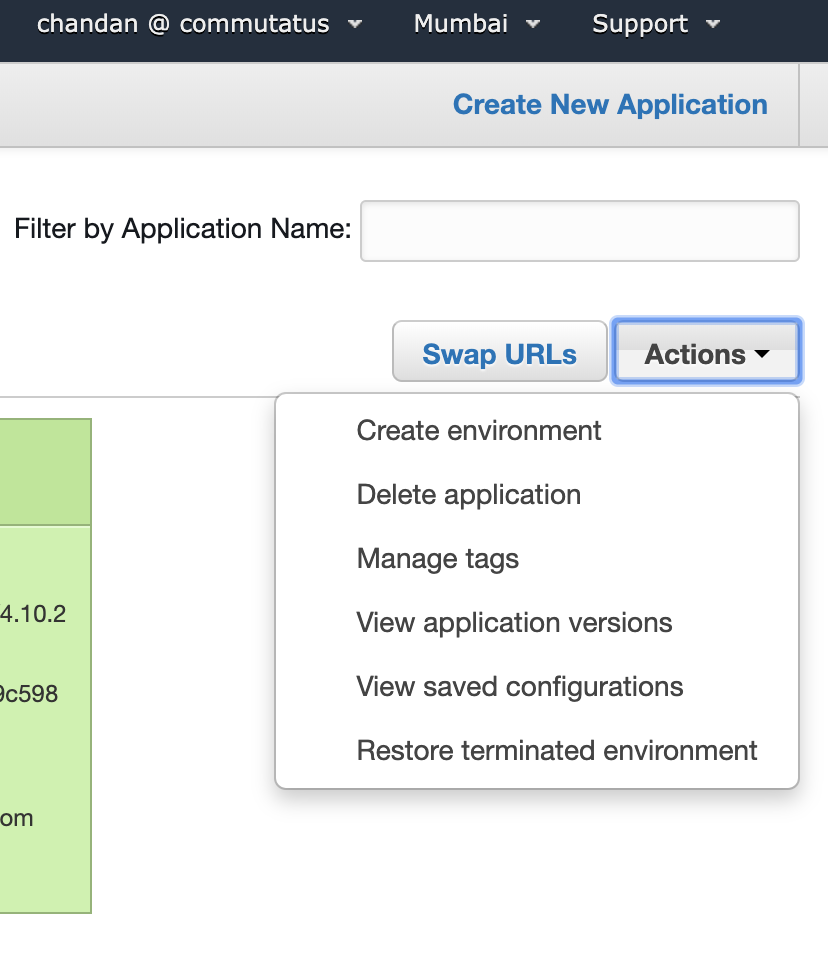 chandan @ commutatus Mumbai Support
Create New Application
Filter by Application Name:
Swap URLs Actions
Create environment
Delete application
Manage tags
4.10.2
View application versions
9c598
View saved configurations
Restore terminated environment
om